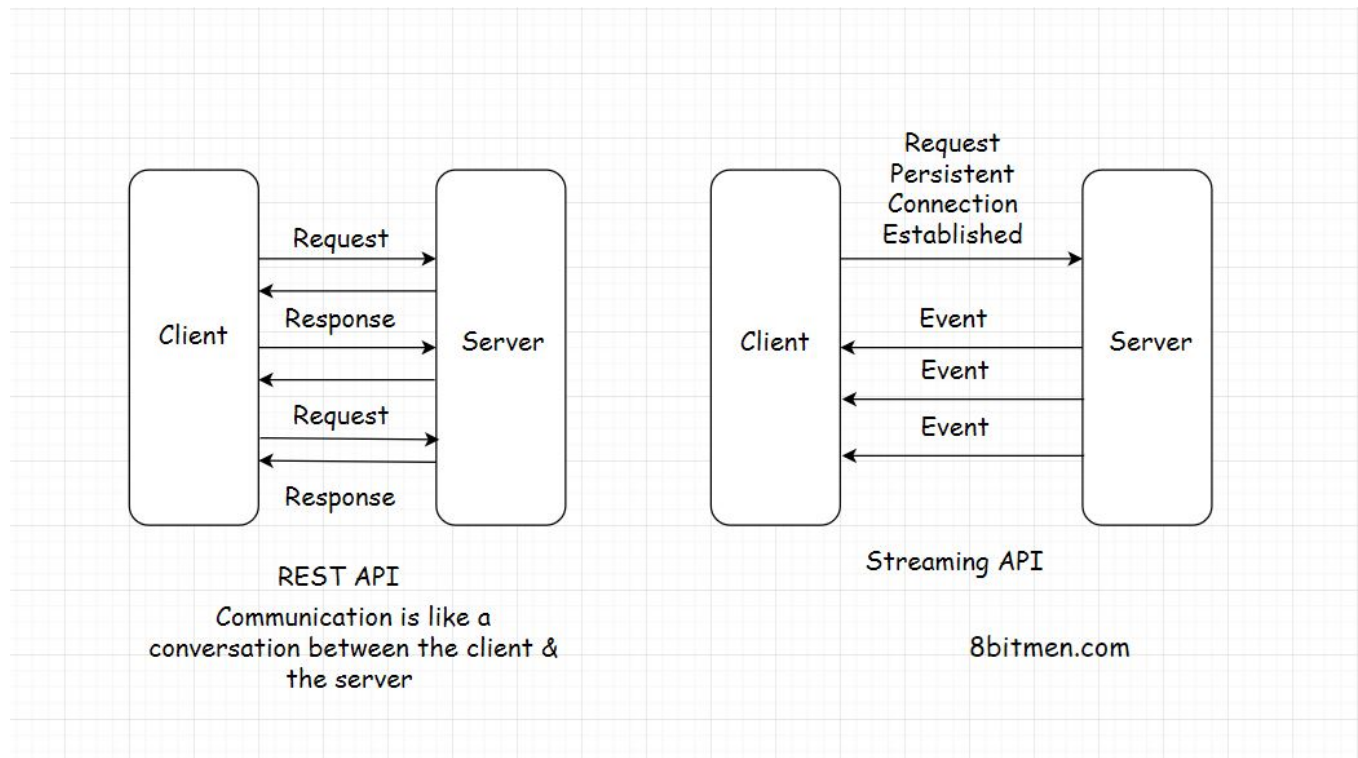 Client
Request
Response
Request
Response
Server
REST API
Communication is like a
conversation between the client &
the server
Request
Persistent
Connection
Established
Client
Event
Event
Event
Server
Streaming API
8bitmen.com